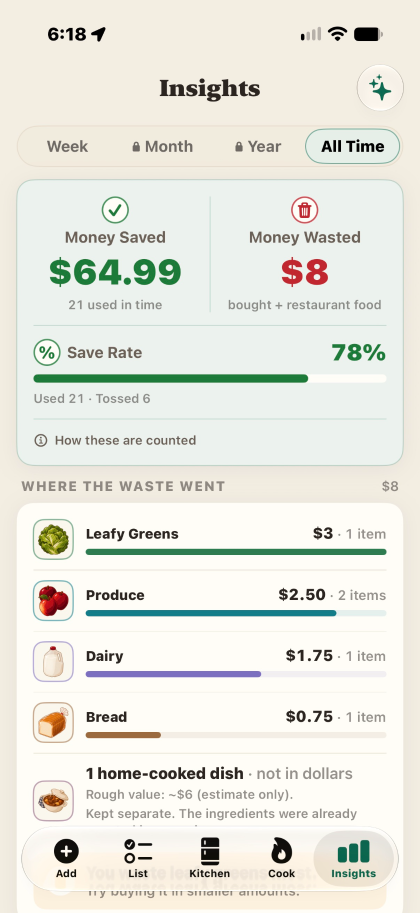 6:18
Insights
Week
Month
Year
All Time
Money Saved
$64.99
21 used in time
Money Wasted
$8
bought + restaurant food
% Save Rate
78%
Used 21 · Tossed 6
How these are counted
WHERE THE WASTE WENT
$8
Leafy Greens
$3 · 1 item
Produce
$2.50 · 2 items
Dairy
$1.75 · 1 item
Bread
$0.75 · 1 item
1 home-cooked dish · not in dollars
Rough value: ~$6 (estimate only).
Kept separate. The ingredients were already
Add
List
Kitchen
Cook
Insights
Try buying it in smaller amounts.